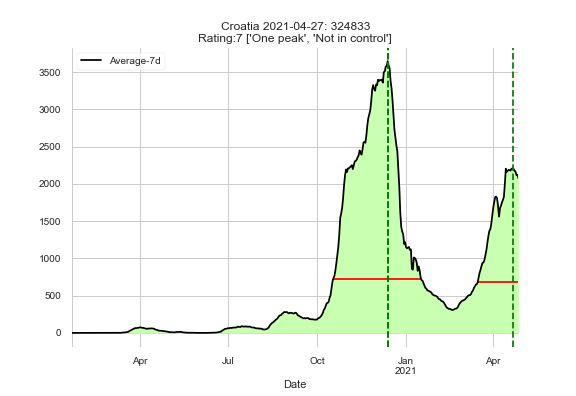 Croatia 2021-04-27: 324833
Rating:7 ['One peak', 'Not in control']
Average-7d
3500
3000
2500
2000
1500
1000
500
0
Apr Jul Oct Jan Apr
2021
Date